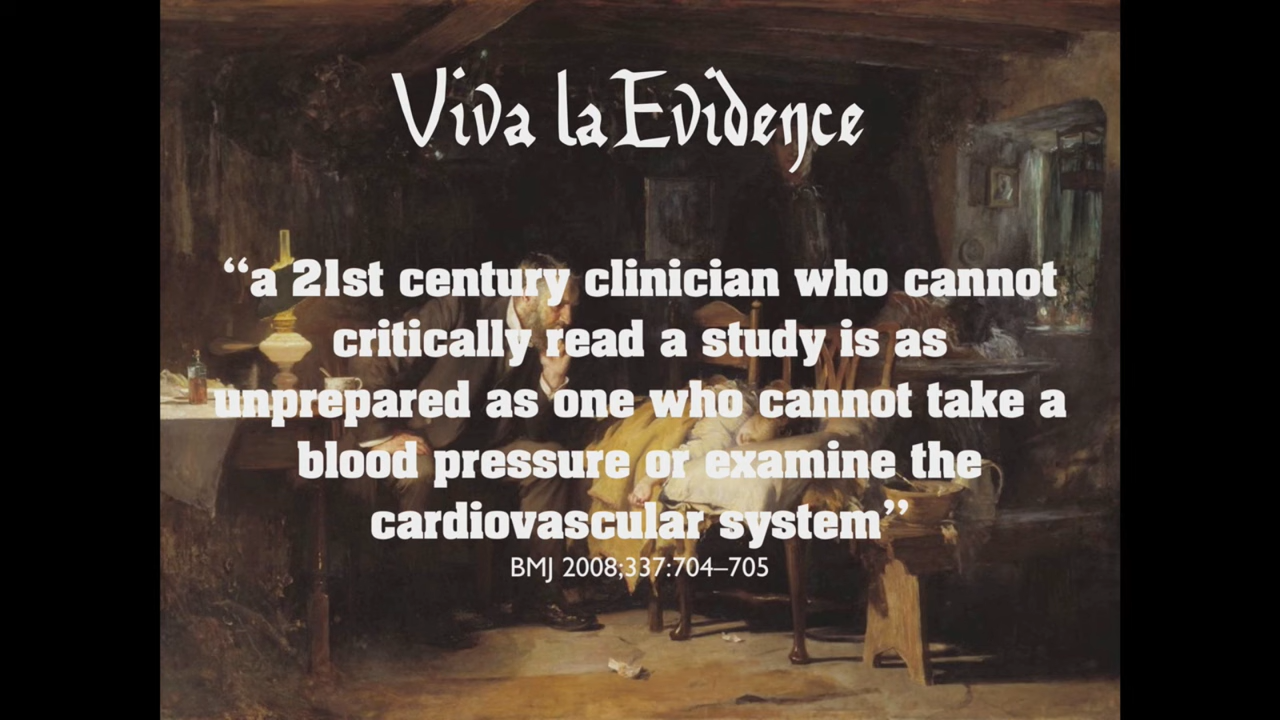 Viva la Evidence
“a 21st century clinician who cannot
critically read a study is as
unprepared as one who cannot take a
blood pressure or examine the
cardiovascular system”
BMJ 2008;337:704–705